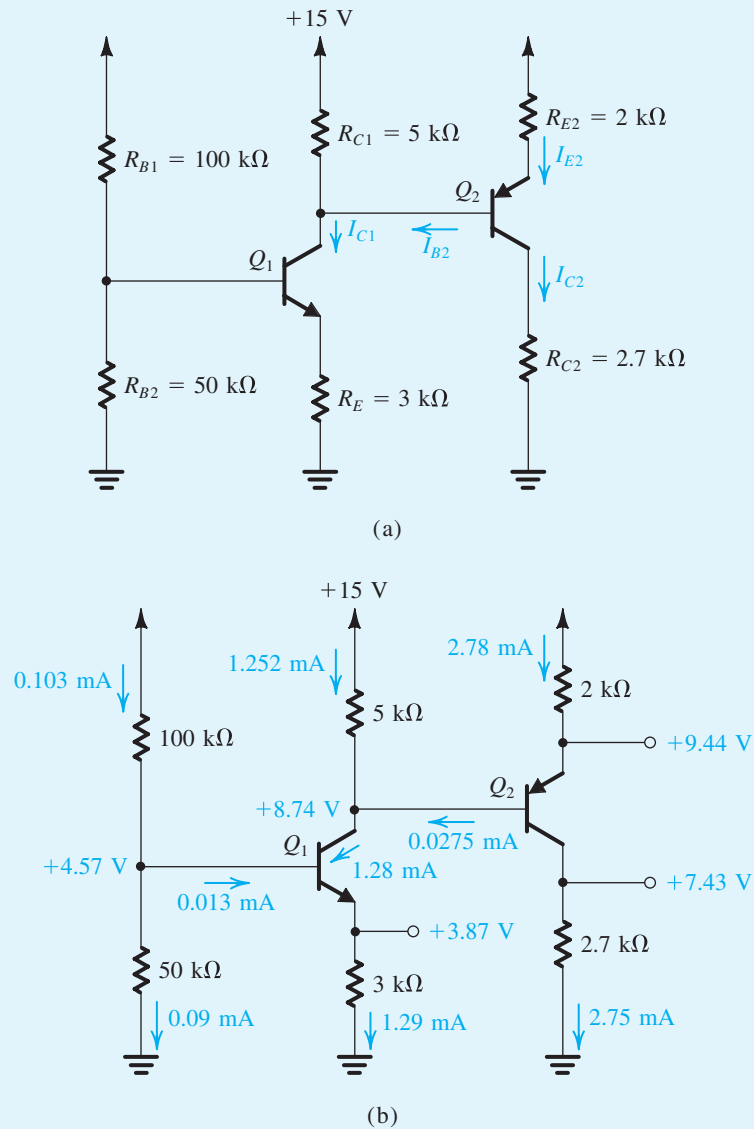 +15 V
R_{C1} = 5 kΩ
R_{E2} = 2 kΩ
R_{B1} = 100 kΩ
I_{E2}
Q_2
I_{C1}
I_{B2}
Q_1
I_{C2}
R_{B2} = 50 kΩ
R_E = 3 kΩ
R_{C2} = 2.7 kΩ
(a)
+15 V
0.103 mA
1.252 mA
2.78 mA
2 kΩ
100 kΩ
5 kΩ
+9.44 V
Q_2
+8.74 V
0.0275 mA
Q_1
+4.57 V
1.28 mA
0.013 mA
+7.43 V
+3.87 V
2.7 kΩ
50 kΩ
3 kΩ
0.09 mA
1.29 mA
2.75 mA
(b)